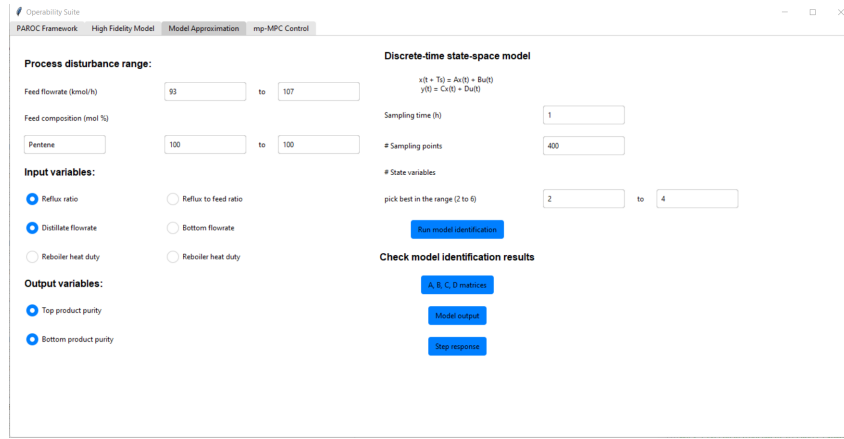 Operability Suite
PAROC Framework High Fidelity Model Model Approximation mp-MPC Control
Process disturbance range:
Feed flowrate (kmol/h) 93 to 107
Feed composition (mol %)
Pentene 100 to 100
Input variables:
Reflux ratio Reflux to feed ratio
Distillate flowrate Bottom flowrate
Reboiler heat duty Reboiler heat duty
Output variables:
Top product purity
Bottom product purity
Discrete-time state-space model
x(t + Ts) = Ax(t) + Bu(t)
y(t) = Cx(t) + Du(t)
Sampling time (h) 1
# Sampling points 400
# State variables
pick best in the range (2 to 6) 2 to 4
Run model identification
Check model identification results
A, B, C, D matrices
Model output
Step response